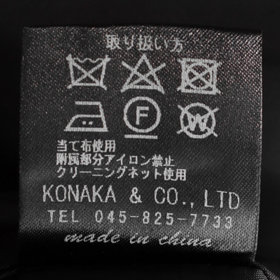 取り扱い方
F
W
当て布使用
附属部分アイロン禁止
クリーニングネット使用
KONAKA & CO., LTD
TEL 045-825-7733
made in china